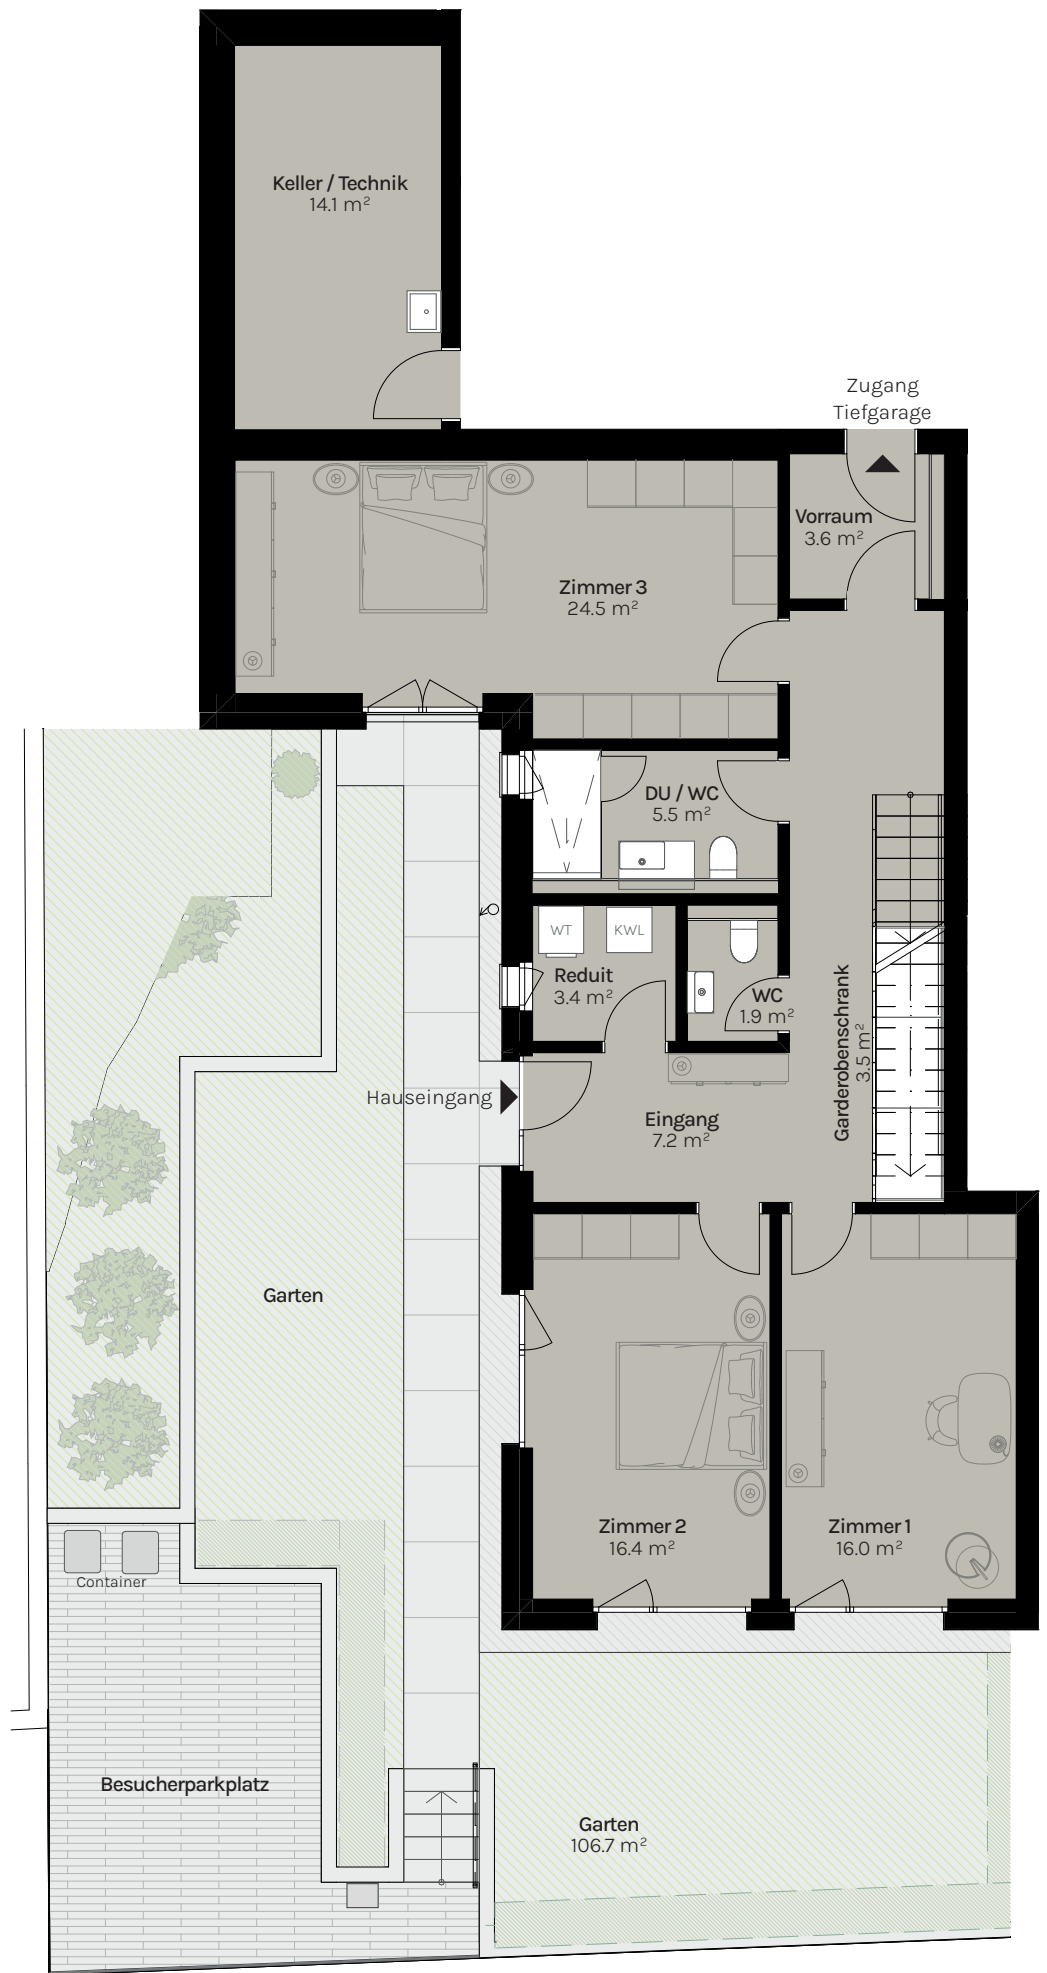 Keller / Technik
14.1 m²
Zugang
Tiefgarage
Vorraum
3.6 m²
Zimmer 3
24.5 m²
DU / WC
5.5 m²
WT
KWL
Reduit
3.4 m²
WC
1.9 m²
Garderobenschrank
3.5 m²
Hauseingang
Eingang
7.2 m²
Garten
Zimmer 2
16.4 m²
Zimmer 1
16.0 m²
Container
Besucherparkplatz
Garten
106.7 m²